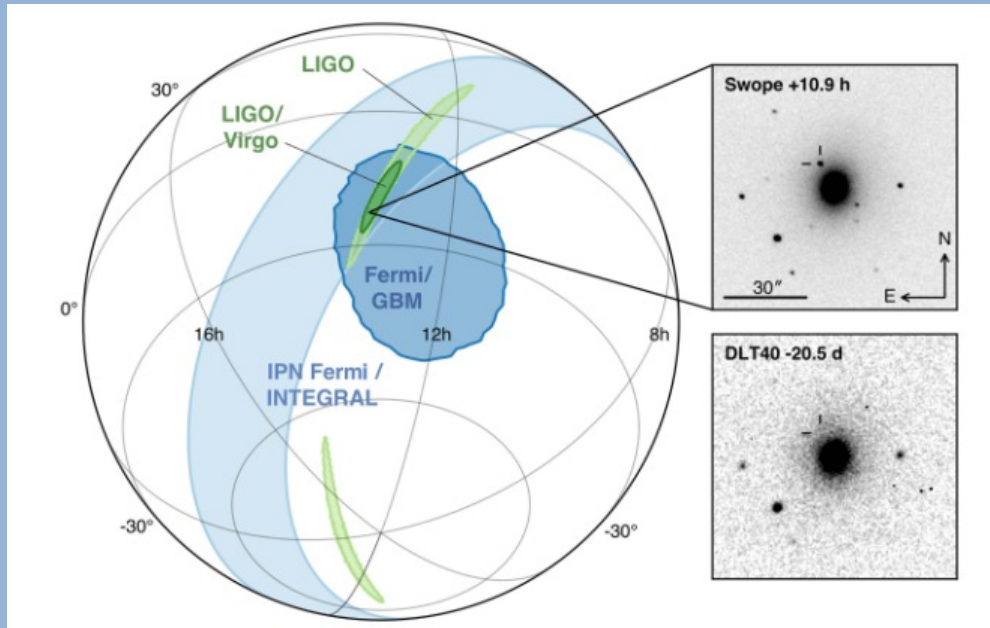 LIGO
30°
LIGO/
Virgo
Swope +10.9 h
N
Fermi/
GBM
30″
E
0°
16h
12h
8h
DLT40 -20.5 d
IPN Fermi /
INTEGRAL
-30°
-30°